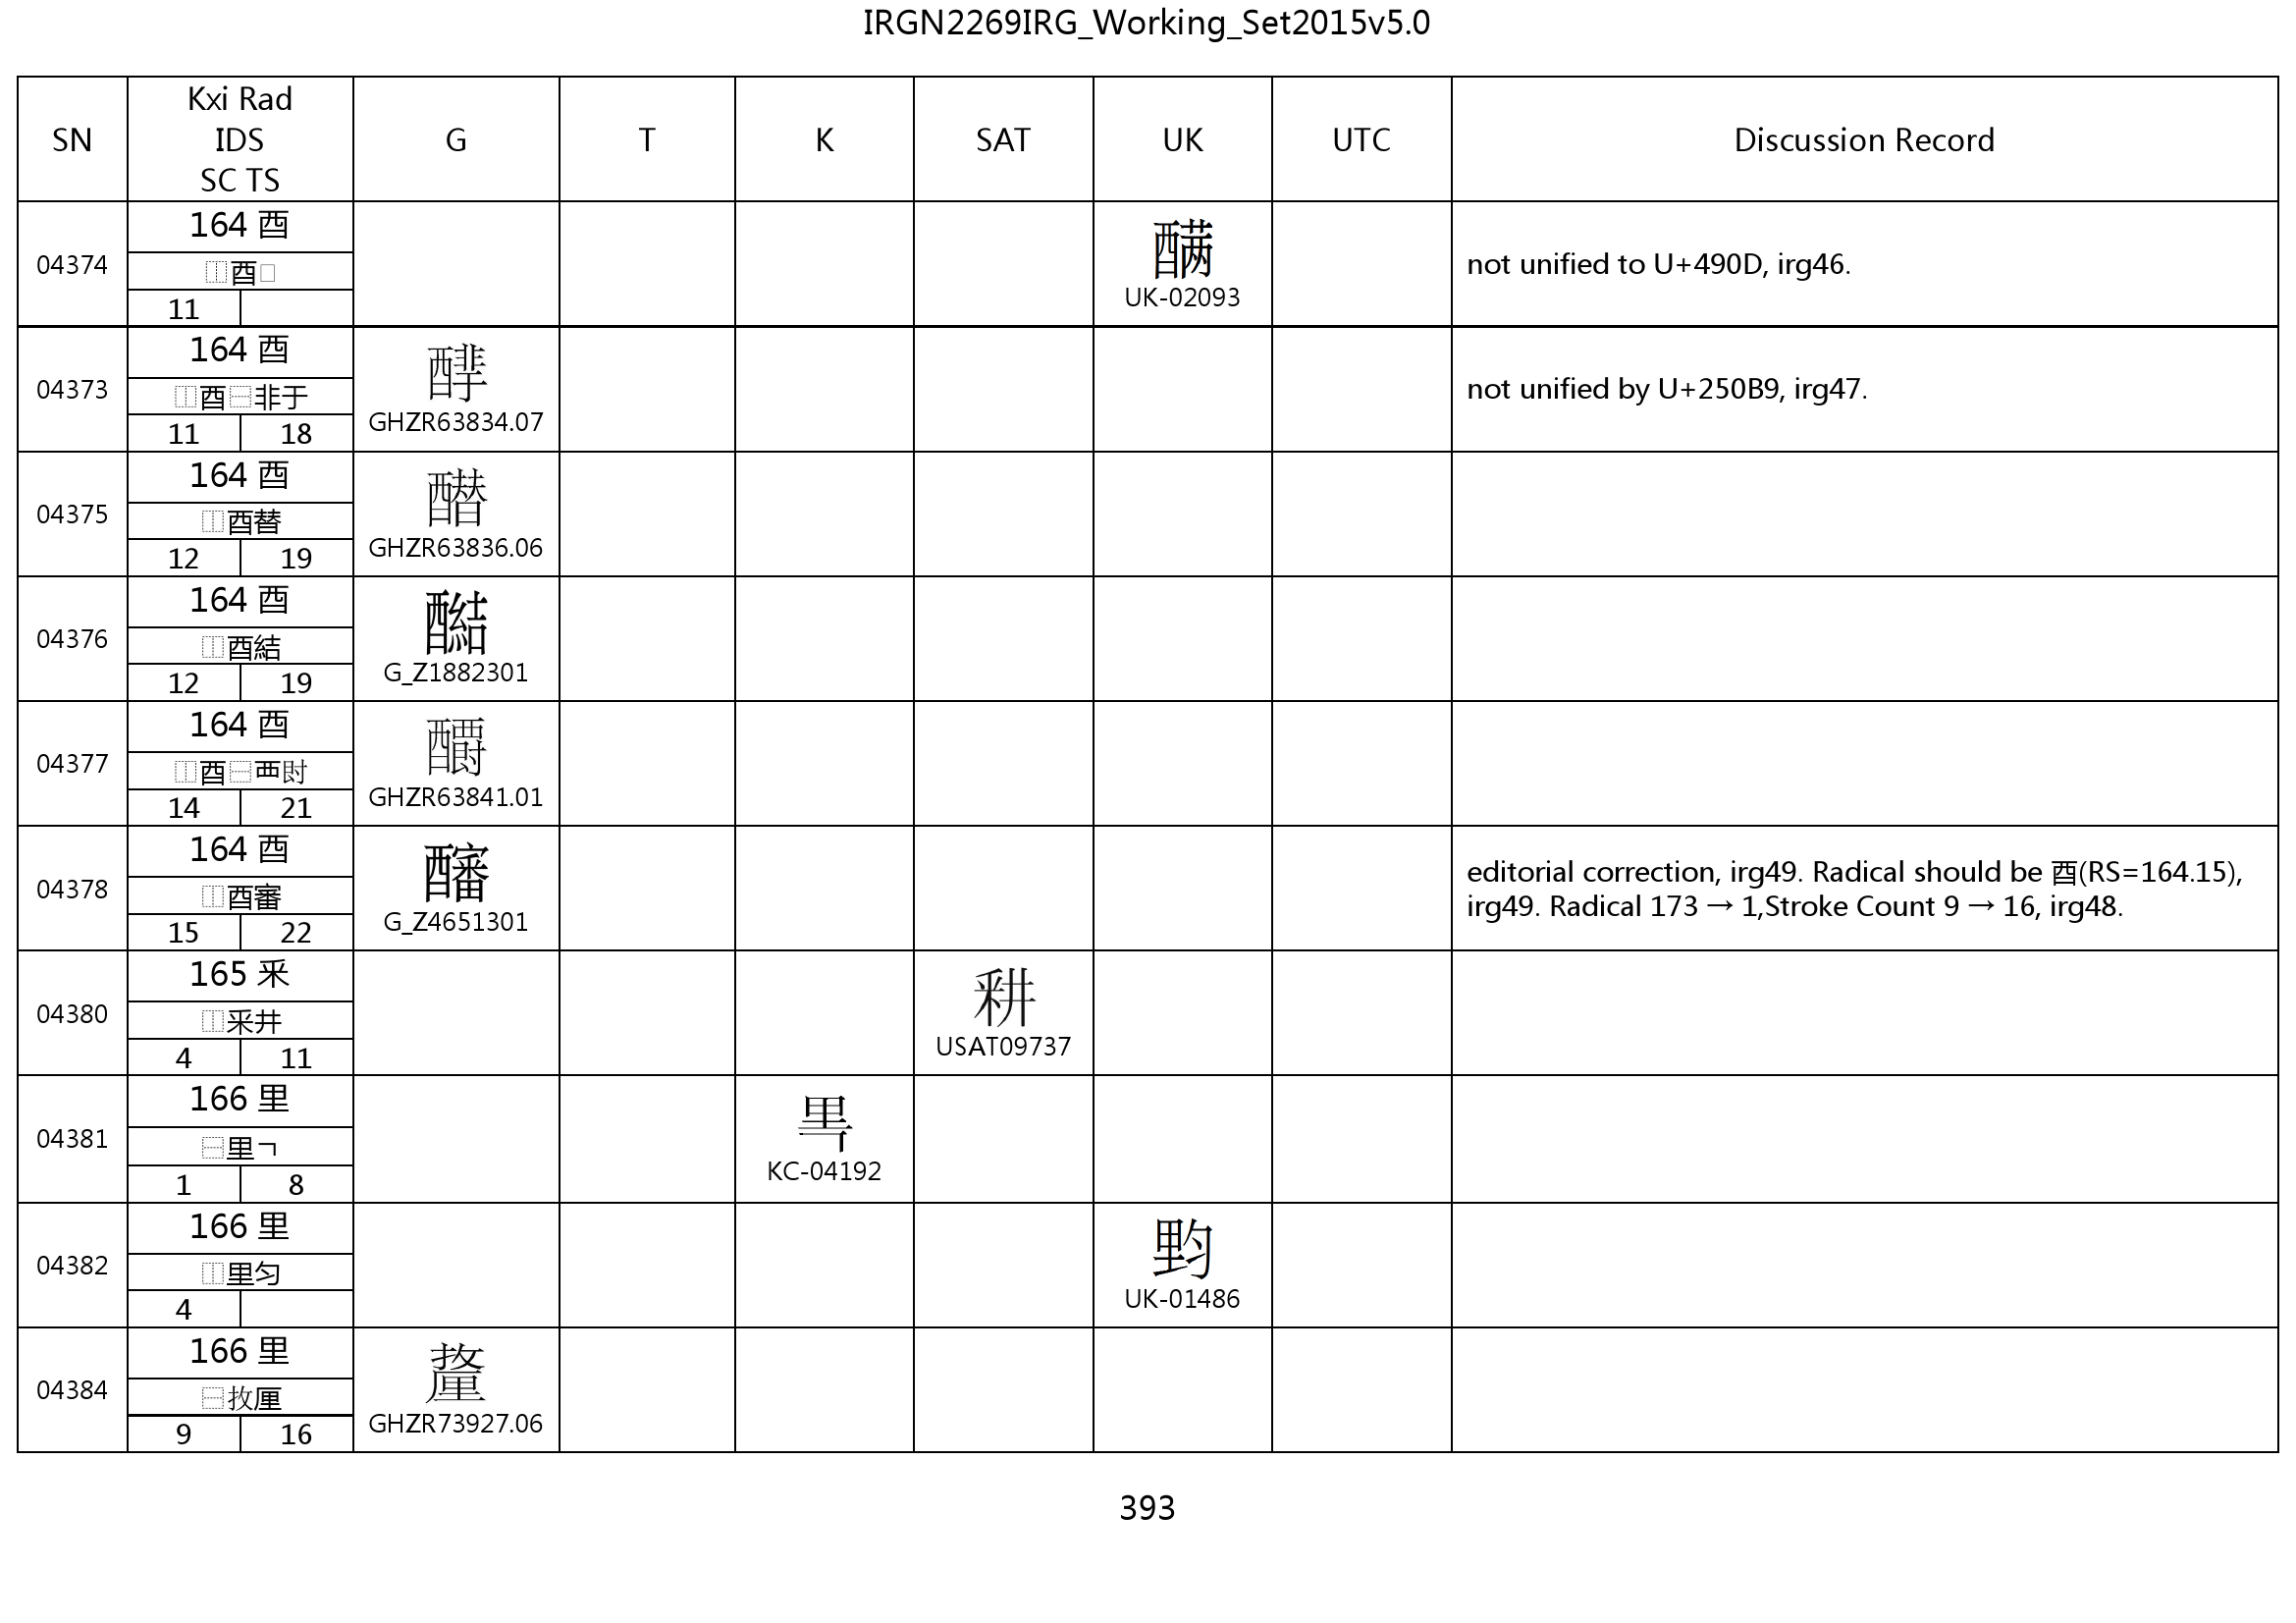 IRGN2269IRG_Working_Set2015v5.0
SN
Kxi Rad
IDS
SC TS
G
T
K
SAT
UK
UTC
Discussion Record
04374
164 酉
⿰酉
11
UK-02093
not unified to U+490D, irg46.
04373
164 酉
⿰酉⿱非于
11 18
GHZR63834.07
not unified by U+250B9, irg47.
04375
164 酉
⿰酉替
12 19
GHZR63836.06
04376
164 酉
⿰酉結
12 19
G_Z1882301
04377
164 酉
⿰酉⿱覀㝴
14 21
GHZR63841.01
04378
164 酉
⿰酉審
15 22
G_Z4651301
editorial correction, irg49. Radical should be 酉(RS=164.15),
irg49. Radical 173 → 1,Stroke Count 9 → 16, irg48.
04380
165 釆
⿰釆井
4 11
USAT09737
04381
166 里
⿱里㇕
1 8
KC-04192
04382
166 里
⿰里匀
4
UK-01486
04384
166 里
⿱抜厘
9 16
GHZR73927.06
393